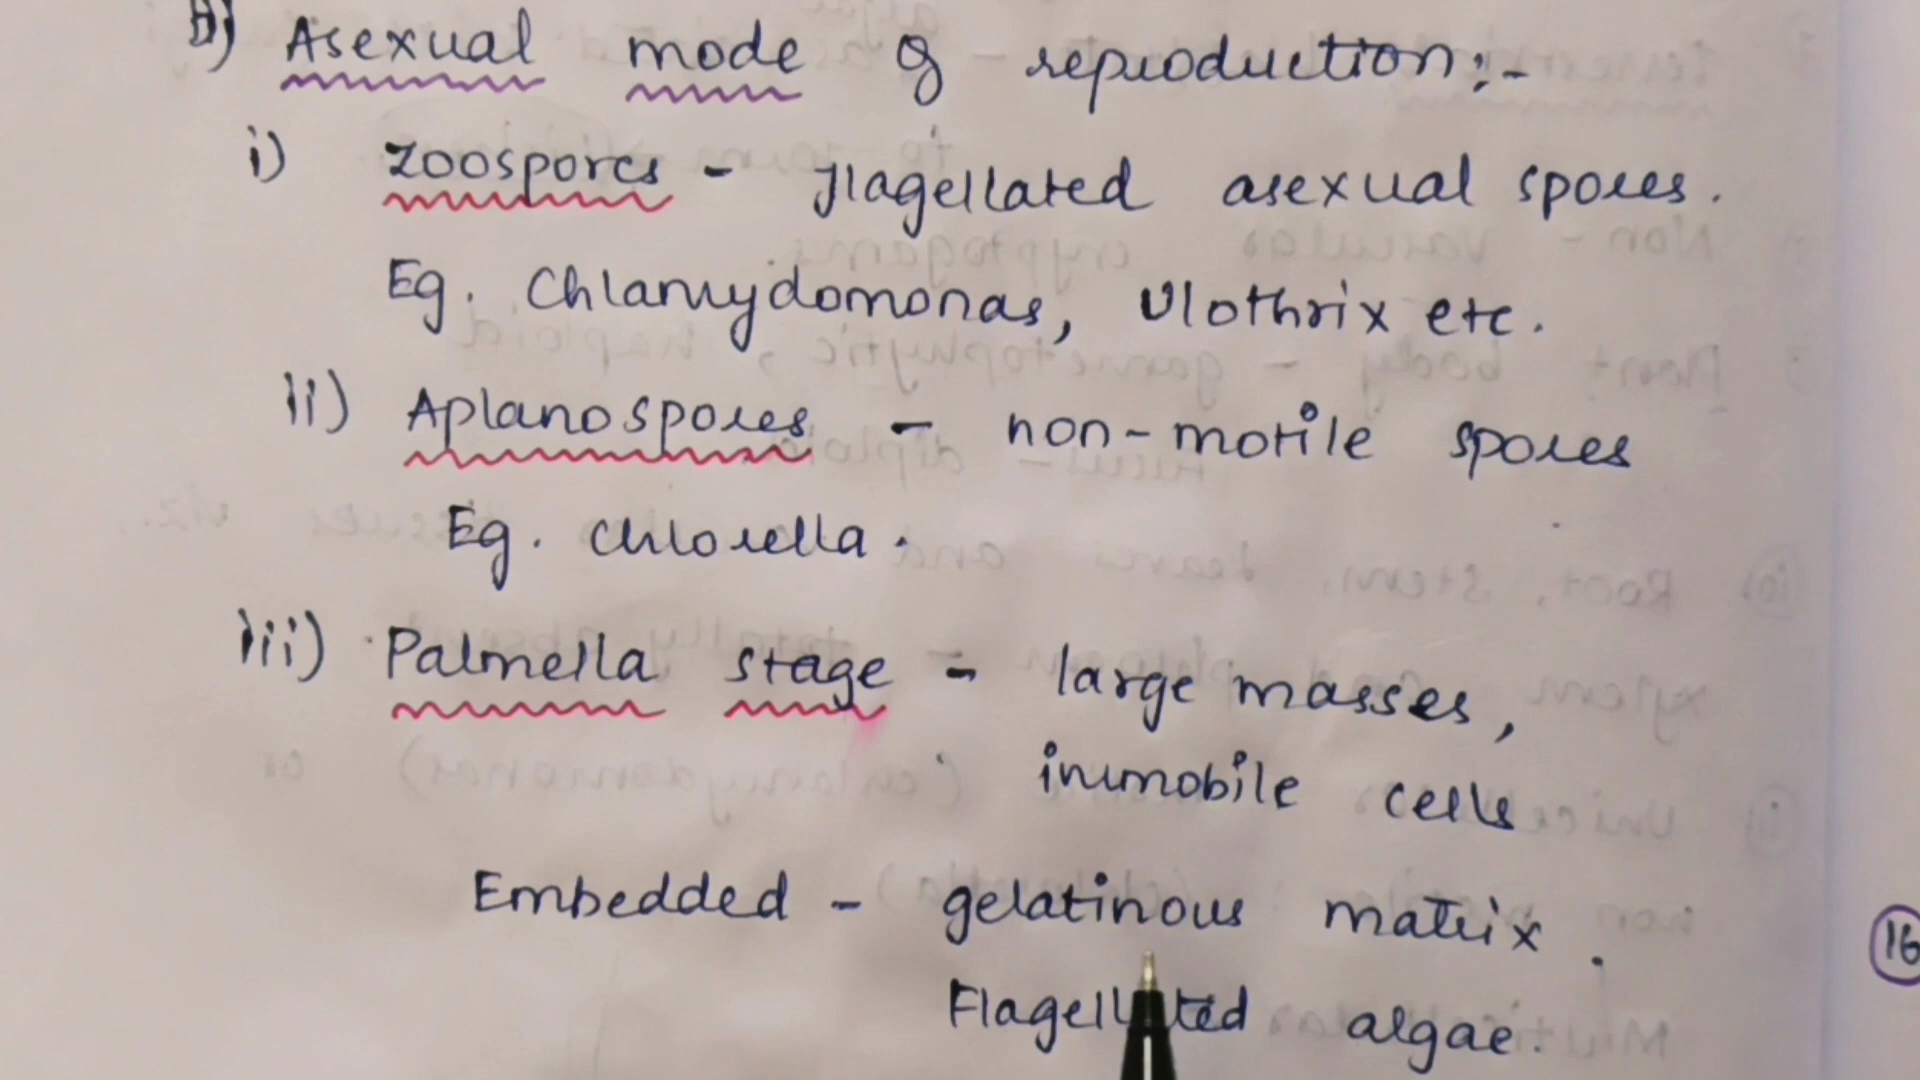 B) Asexual mode of reproduction:-
i) Zoospores - flagellated asexual spores.
Eg. Chlamydomonas, Ulothrix etc.
ii) Aplanospores - non-motile spores
Eg. Chlorella.
iii) Palmella stage - large masses,
immobile cells
Embedded - gelatinous matrix.
16
Flagellated algae.